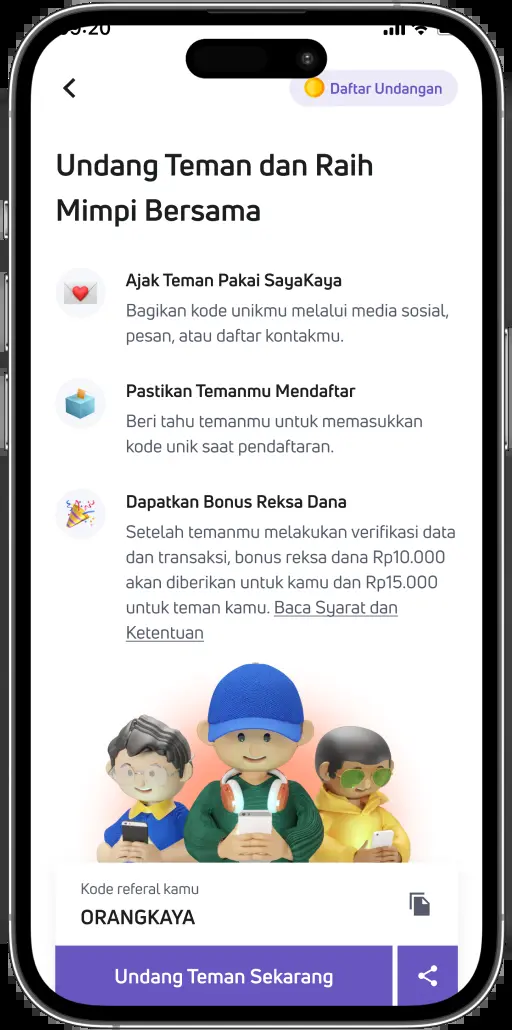 09:20
Daftar Undangan
Undang Teman dan Raih
Mimpi Bersama
Ajak Teman Pakai SayaKaya
Bagikan kode unikmu melalui media sosial,
pesan, atau daftar kontakmu.
Pastikan Temanmu Mendaftar
Beri tahu temanmu untuk memasukkan
kode unik saat pendaftaran.
Dapatkan Bonus Reksa Dana
Setelah temanmu melakukan verifikasi data
dan transaksi, bonus reksa dana Rp10.000
akan diberikan untuk kamu dan Rp15.000
untuk teman kamu. Baca Syarat dan
Ketentuan
Kode referal kamu
ORANGKAYA
Undang Teman Sekarang